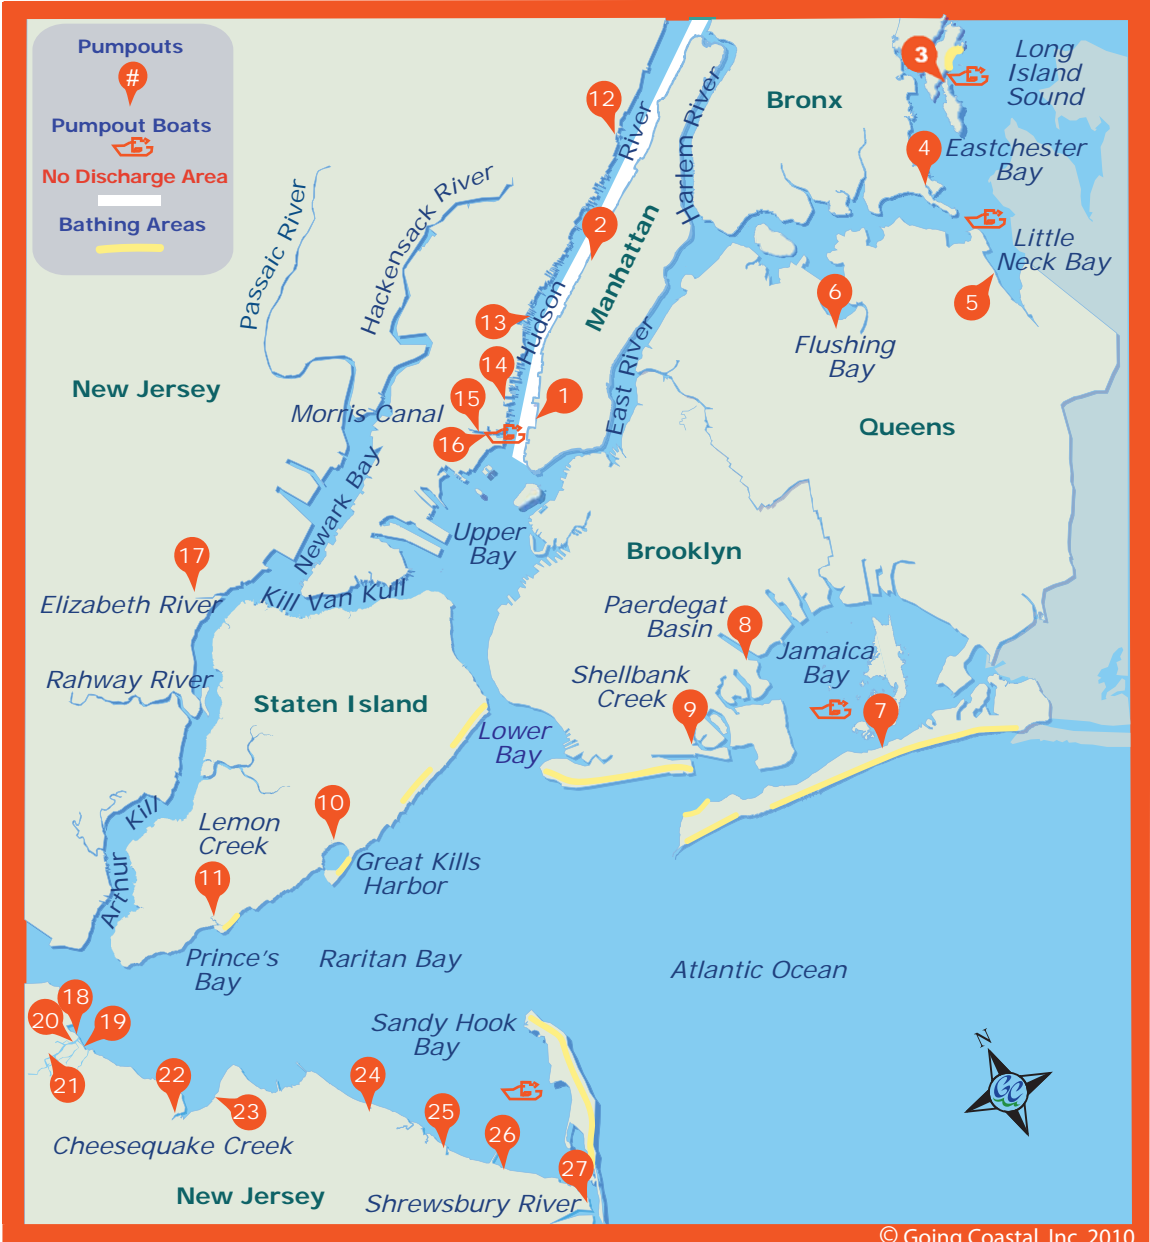 Pumpouts
#
Pumpout Boats
No Discharge Area
Bathing Areas
3
Long
Island
Sound
12
River
Harlem River
Bronx
4
Eastchester
Bay
Passaic River
Hackensack River
2
Manhattan
Little
Neck Bay
6
5
13
Hudson
Flushing
Bay
14
East River
New Jersey
Morris Canal
15
1
16
Queens
Newark Bay
Upper
Bay
Brooklyn
17
Elizabeth River
Kill Van Kull
Paerdegat
Basin
8
Jamaica
Bay
Rahway River
Shellbank
Creek
9
7
Staten Island
Lower
Bay
Arthur Kill
10
Lemon
Creek
Great Kills
Harbor
11
Prince's
Bay
Raritan Bay
Atlantic Ocean
18
20
19
21
Sandy Hook
Bay
N
GC
22
23
24
25
26
27
Cheesequake Creek
New Jersey
Shrewsbury River
© Going Coastal, Inc. 2010